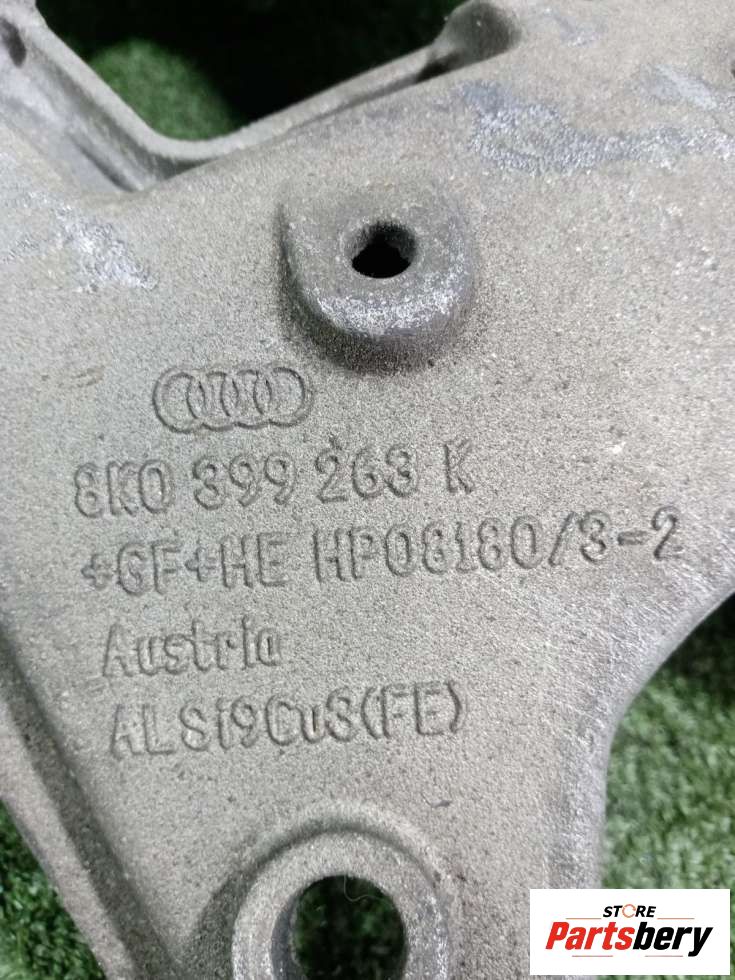 8K0 399 263 K
+GF+HE HP08180/3-2
Austria
ALSi9Cu3(FE)
STORE
Partsbery